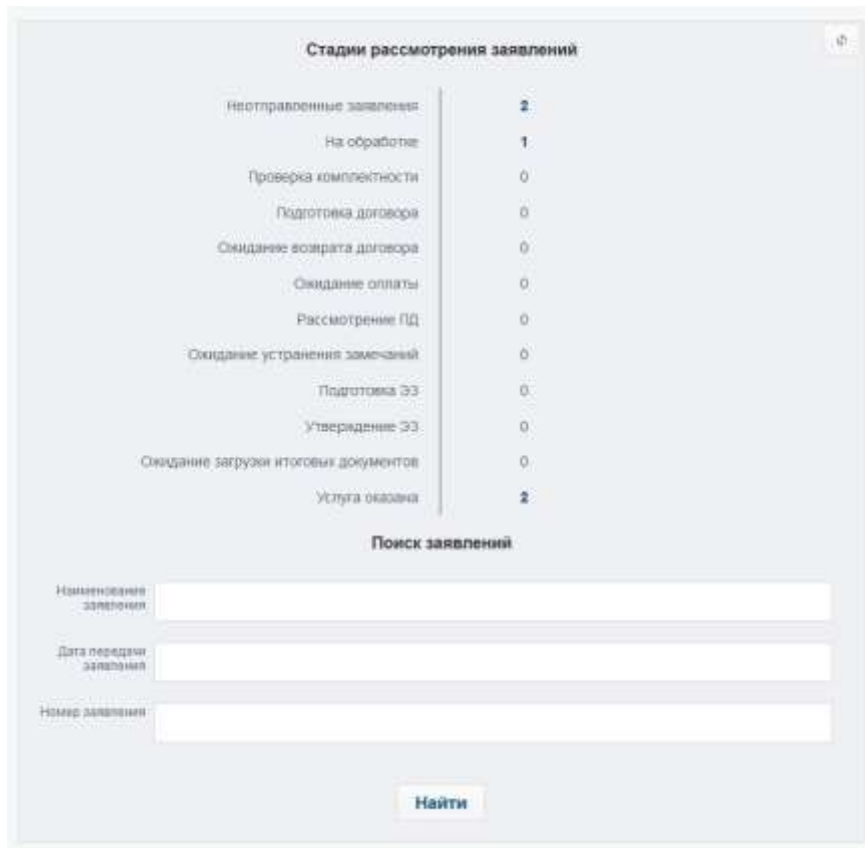 Стадии рассмотрения заявлений
Неотправленные заявления 2
На обработке 1
Проверка комплектности 0
Подготовка договора 0
Ожидание возврата договора 0
Ожидание оплаты 0
Рассмотрение ПД 0
Ожидание устранения замечаний 0
Подготовка ЭЗ 0
Утверждение ЭЗ 0
Ожидание загрузки итоговых документов 0
Услуга оказана 2
Поиск заявлений
Наименование
заявления
Дата передачи
заявления
Номер заявления
Найти